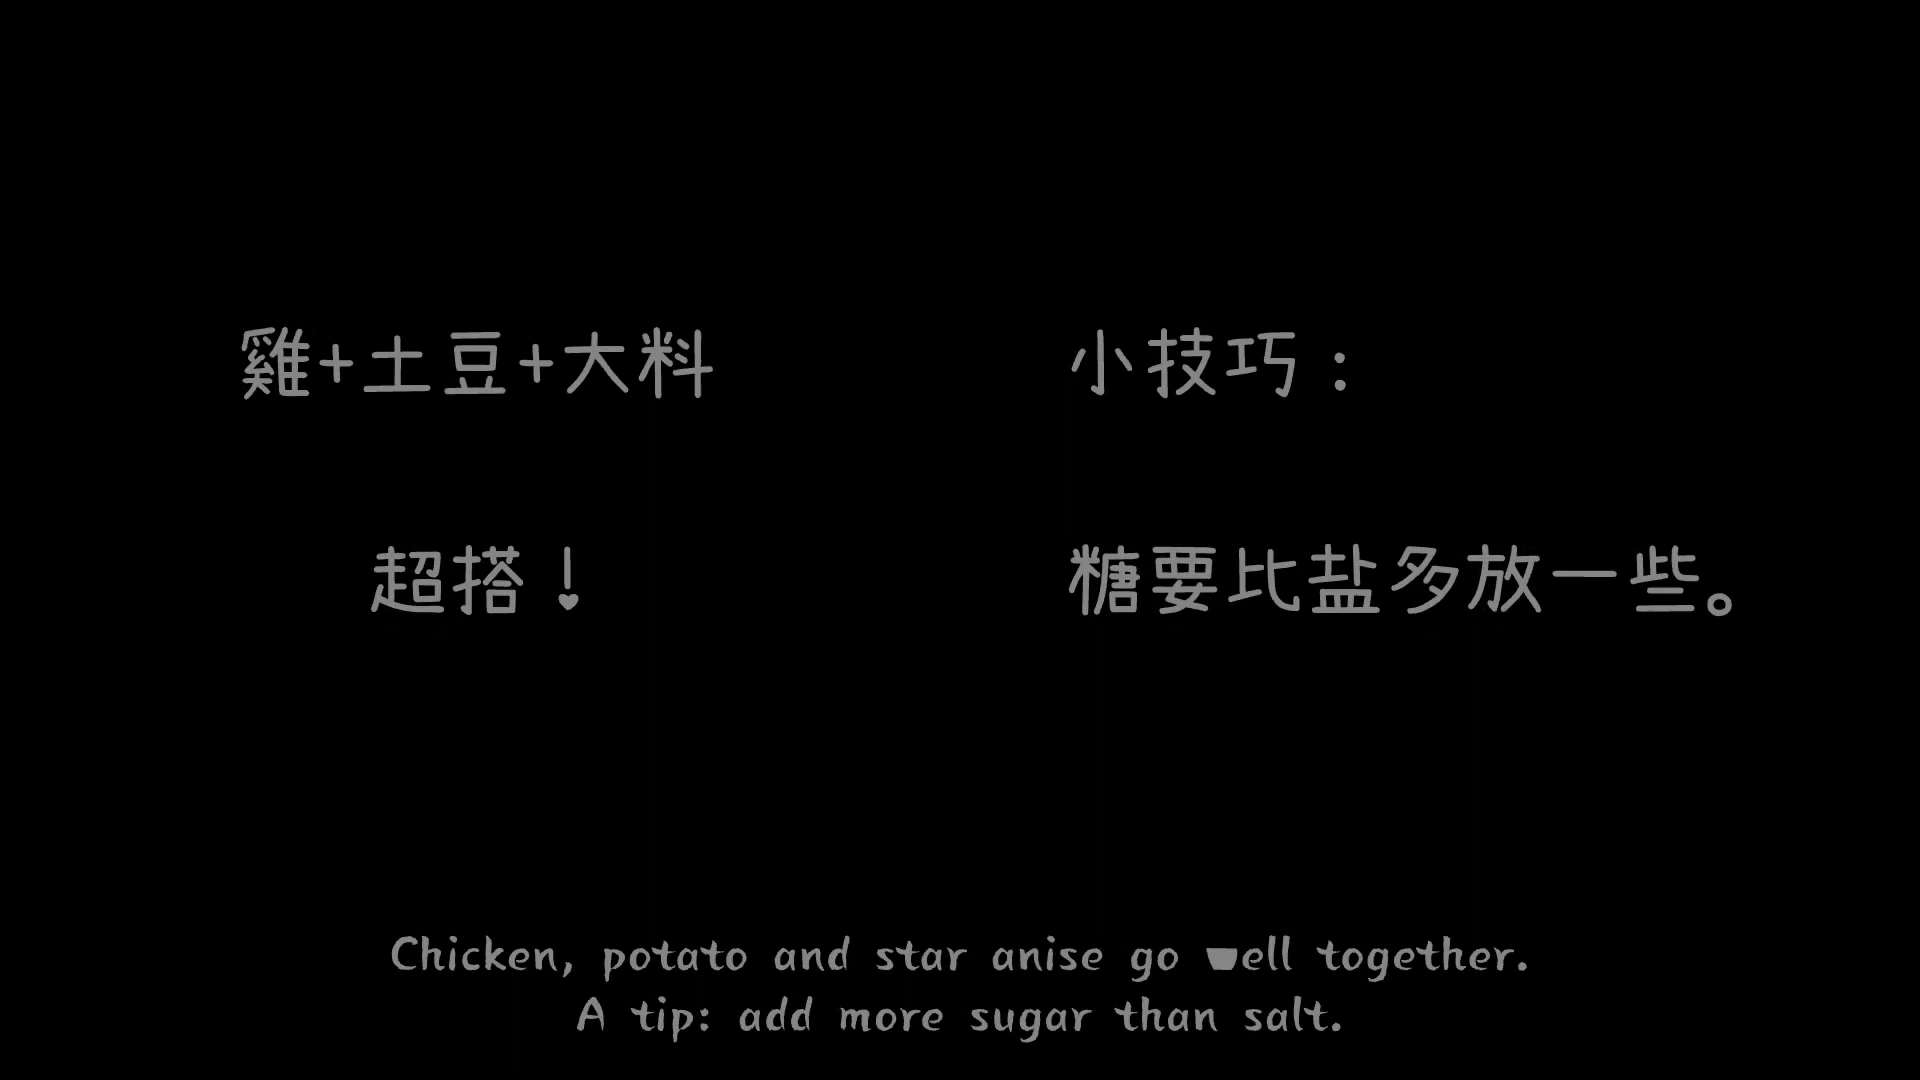 雞+土豆+大料
超搭！
小技巧：
糖要比盐多放一些。
Chicken, potato and star anise go well together.
A tip: add more sugar than salt.